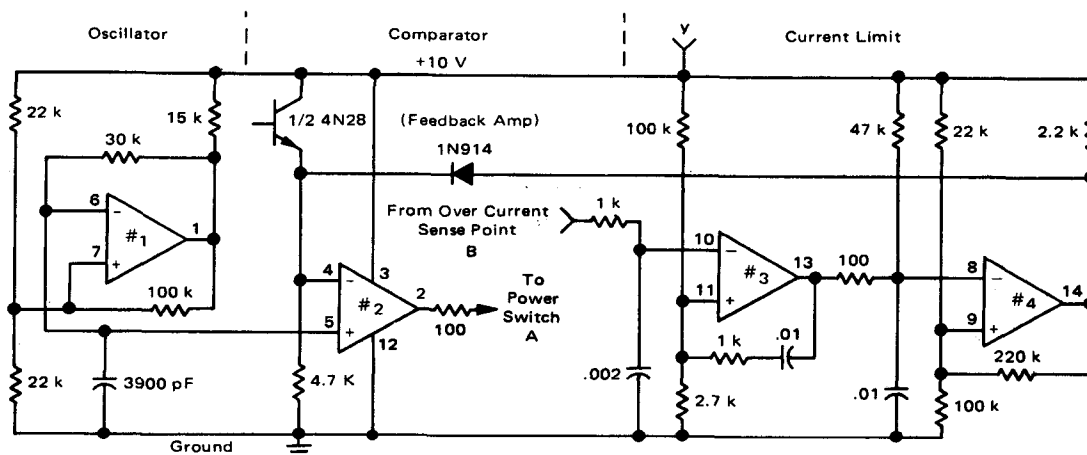 Oscillator
Comparator
Current Limit
+10 V
Y
22 k
15 k
30 k
1/2 4N28
(Feedback Amp)
1N914
100 k
47 k
22 k
2.2 k
From Over Current
Sense Point
B
1 k
6
−
#1
1
7
+
100 k
4
−
3
#2
2
5
+
12
100
To
Power
Switch
A
10
−
#3
13
11
+
100
8
−
#4
14
9
+
1 k
.01
220 k
22 k
3900 pF
4.7 K
.002
2.7 k
.01
100 k
Ground